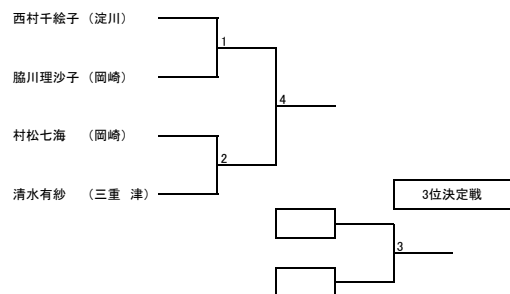 西村千絵子（淀川）
1
脇川理沙子（岡崎）
4
村松七海　（岡崎）
2
清水有紗　（三重　津）
3位決定戦
3